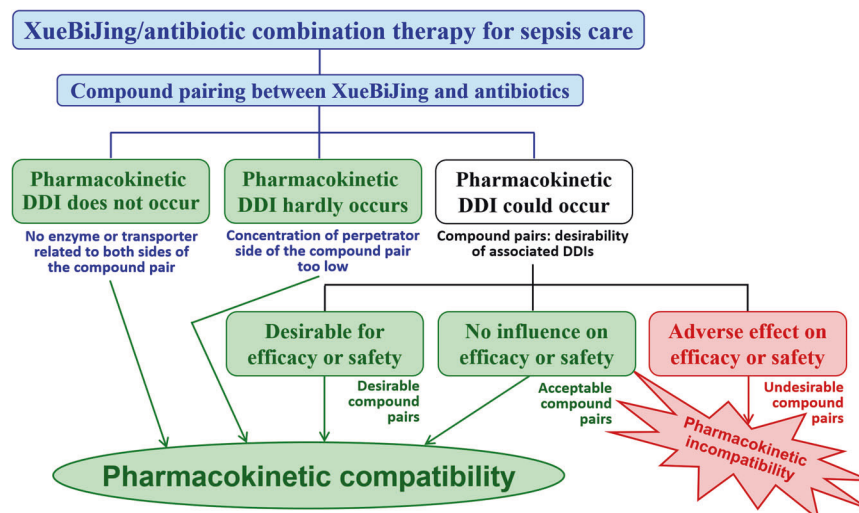 XueBiJing/antibiotic combination therapy for sepsis care
Compound pairing between XueBiJing and antibiotics
Pharmacokinetic
DDI does not occur
Pharmacokinetic
DDI hardly occurs
Pharmacokinetic
DDI could occur
No enzyme or transporter
related to both sides of
the compound pair
Concentration of perpetrator
side of the compound pair
too low
Compound pairs: desirability
of associated DDIs
Desirable for
efficacy or safety
No influence on
efficacy or safety
Adverse effect on
efficacy or safety
Desirable
compound
pairs
Acceptable
compound
pairs
Undesirable
compound
pairs
Pharmacokinetic
incompatibility
Pharmacokinetic compatibility